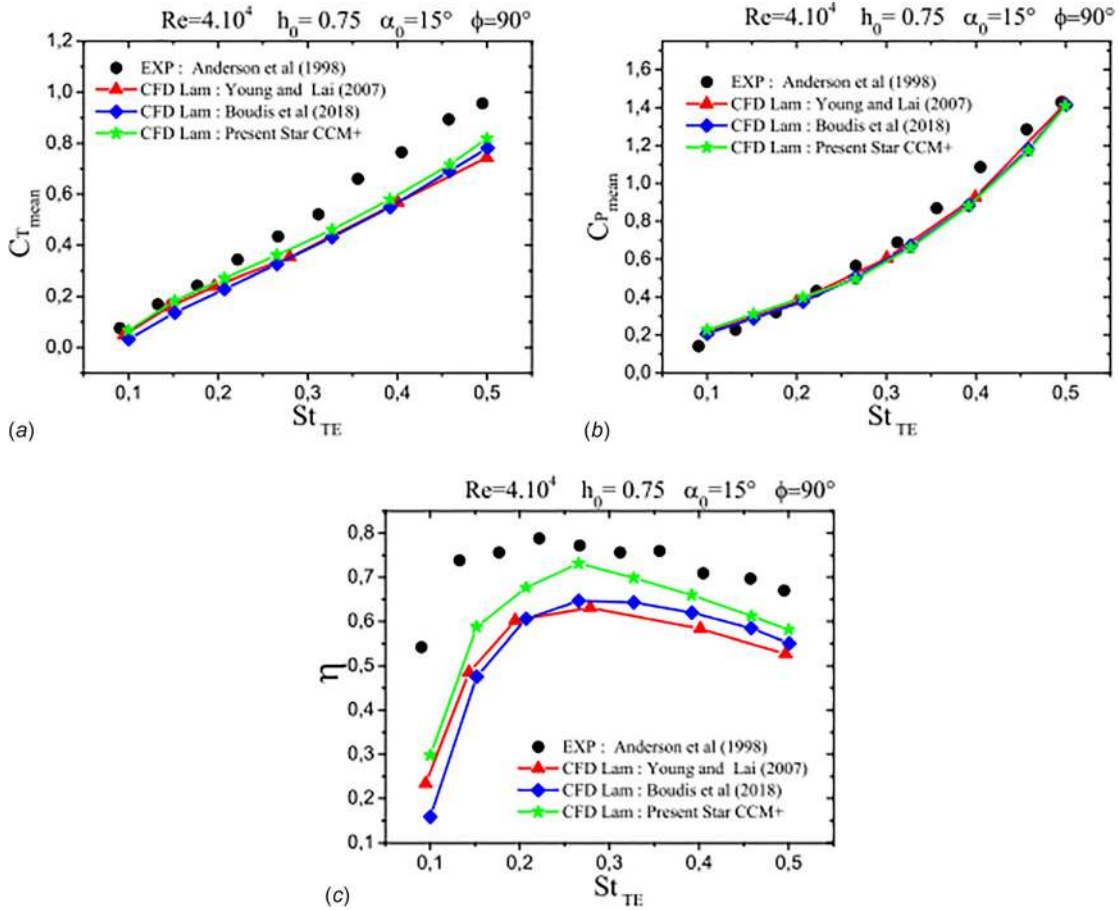 Re=4.10⁴ h₀ = 0.75 α₀=15° ϕ=90°
1,2
1,0
0,8
0,6
0,4
0,2
0,0
C_T mean
EXP : Anderson et al (1998)
CFD Lam : Young and Lai (2007)
CFD Lam : Boudis et al (2018)
CFD Lam : Present Star CCM+
0,1 0,2 0,3 0,4 0,5
St_TE
(a)
Re=4.10⁴ h₀ = 0.75 α₀=15° ϕ=90°
1,6
1,4
1,2
1,0
0,8
0,6
0,4
0,2
0,0
C_P mean
EXP : Anderson et al (1998)
CFD Lam : Young and Lai (2007)
CFD Lam : Boudis et al (2018)
CFD Lam : Present Star CCM+
0,1 0,2 0,3 0,4 0,5
St_TE
(b)
Re=4.10⁴ h₀ = 0.75 α₀=15° ϕ=90°
0,8
0,7
0,6
0,5
0,4
0,3
0,2
0,1
η
EXP : Anderson et al (1998)
CFD Lam : Young and Lai (2007)
CFD Lam : Boudis et al (2018)
CFD Lam : Present Star CCM+
0,1 0,2 0,3 0,4 0,5
St_TE
(c)